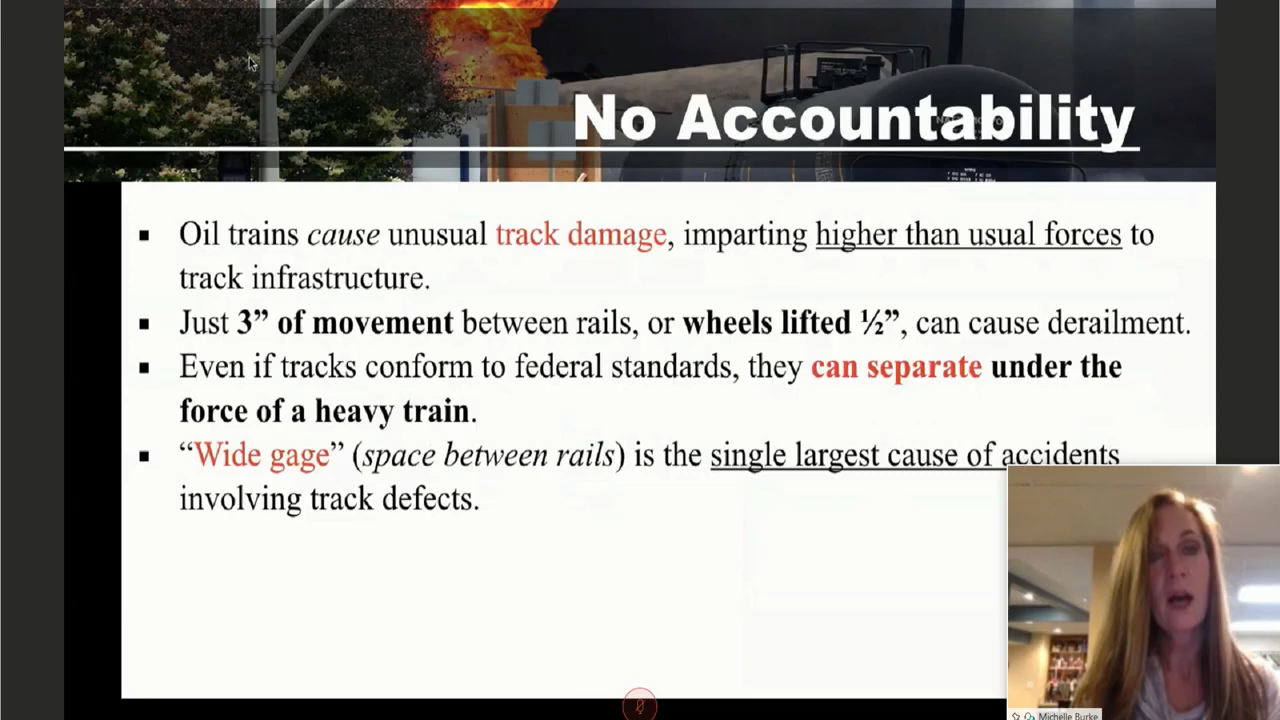 No Accountability
▪ Oil trains cause unusual track damage, imparting higher than usual forces to
track infrastructure.
▪ Just 3” of movement between rails, or wheels lifted ½”, can cause derailment.
▪ Even if tracks conform to federal standards, they can separate under the
force of a heavy train.
▪ “Wide gage” (space between rails) is the single largest cause of accidents
involving track defects.
Michelle Burke